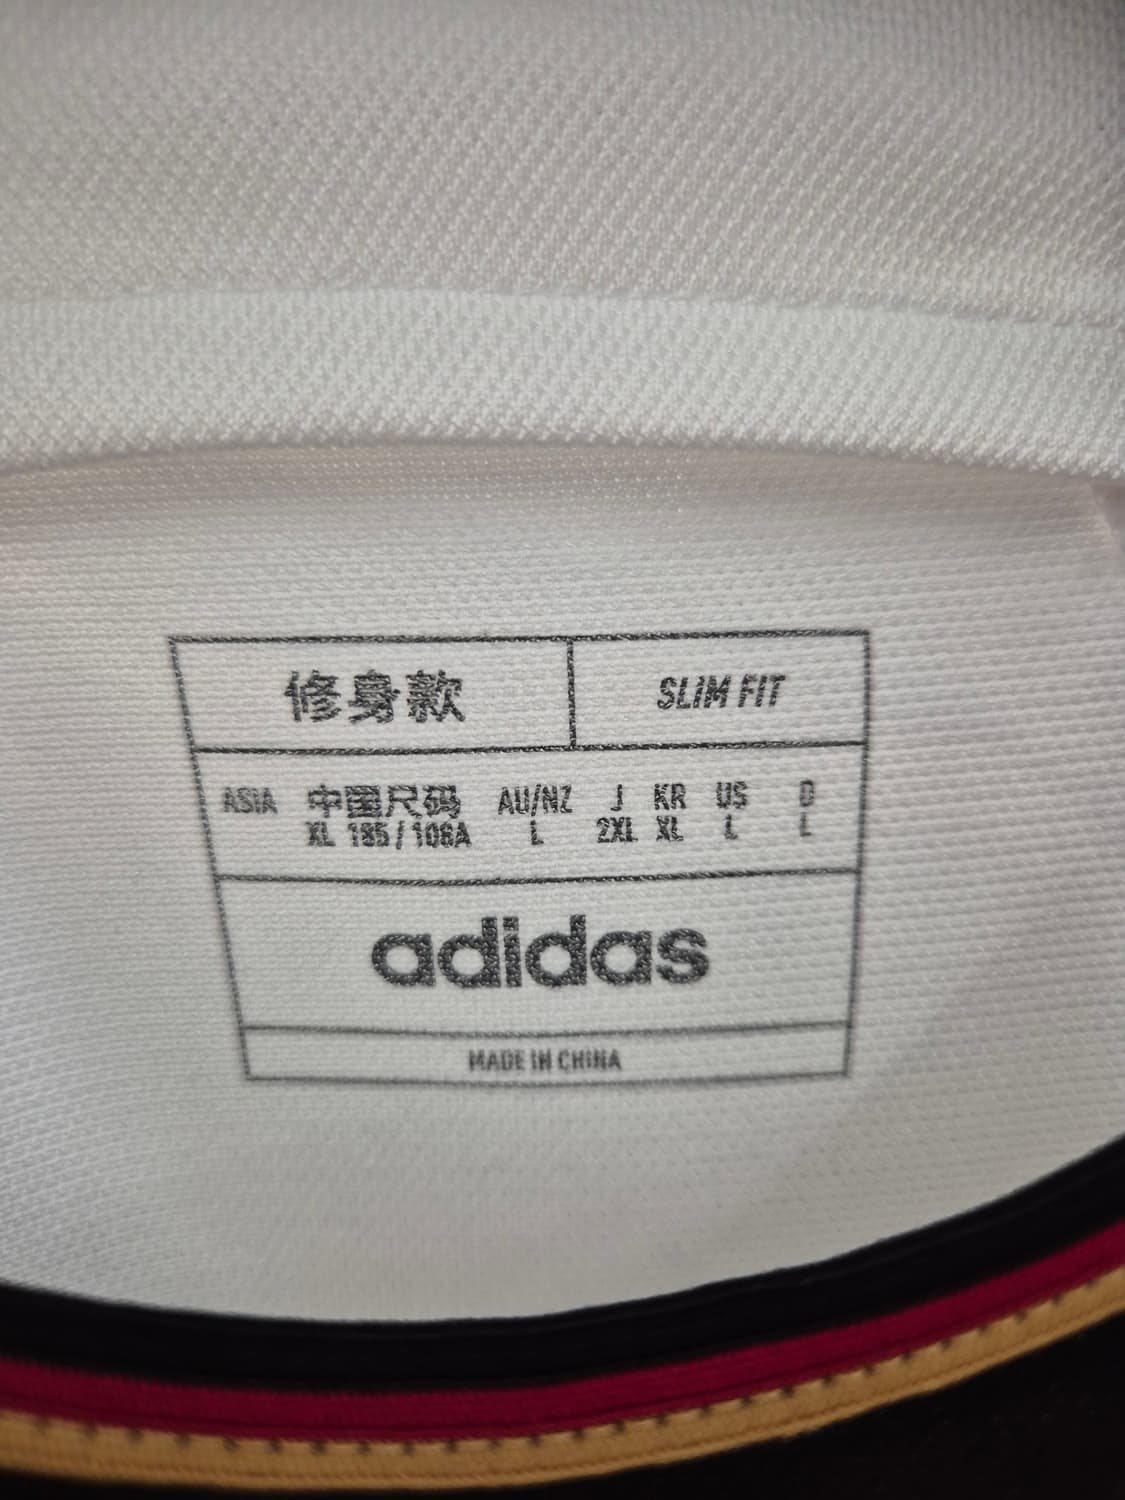 修身款 SLIM FIT
ASIA 中国尺码 AU/NZ J KR US D
XL 185/108A L 2XL XL L L
adidas
MADE IN CHINA